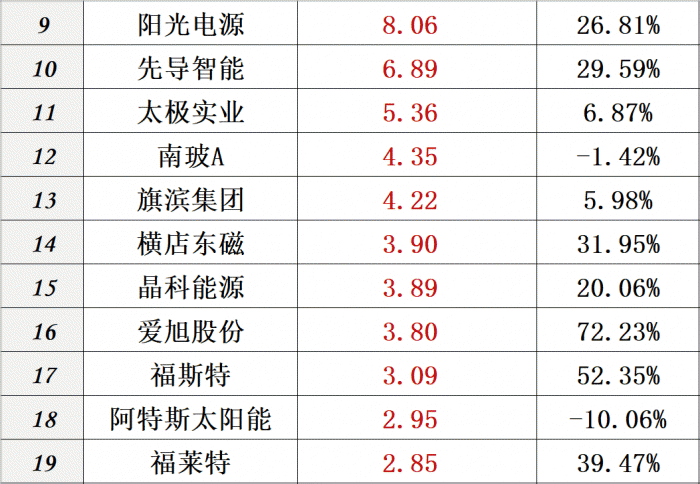 9 阳光电源 8.06 26.81%
10 先导智能 6.89 29.59%
11 太极实业 5.36 6.87%
12 南玻A 4.35 -1.42%
13 旗滨集团 4.22 5.98%
14 横店东磁 3.90 31.95%
15 晶科能源 3.89 20.06%
16 爱旭股份 3.80 72.23%
17 福斯特 3.09 52.35%
18 阿特斯太阳能 2.95 -10.06%
19 福莱特 2.85 39.47%